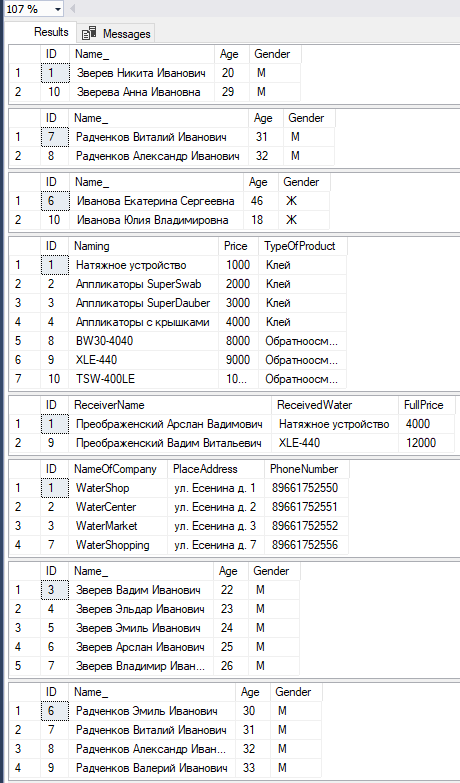 107 %
Results Messages
ID Name_ Age Gender
1 1 Зверев Никита Иванович 20 М
2 10 Зверева Анна Ивановна 29 М
ID Name_ Age Gender
1 7 Радченков Виталий Иванович 31 М
2 8 Радченков Александр Иванович 32 М
ID Name_ Age Gender
1 6 Иванова Екатерина Сергеевна 46 Ж
2 10 Иванова Юлия Владимировна 18 Ж
ID Naming Price TypeOfProduct
1 1 Натяжное устройство 1000 Клей
2 2 Аппликаторы SuperSwab 2000 Клей
3 3 Аппликаторы SuperDauber 3000 Клей
4 4 Аппликаторы с крышками 4000 Клей
5 8 BW30-4040 8000 Обратноосм...
6 9 XLE-440 9000 Обратноосм...
7 10 TSW-400LE 10... Обратноосм...
ID ReceiverName ReceivedWater FullPrice
1 1 Преображенский Арслан Вадимович Натяжное устройство 4000
2 9 Преображенский Вадим Витальевич XLE-440 12000
ID NameOfCompany PlaceAddress PhoneNumber
1 1 WaterShop ул. Есенина д. 1 89661752550
2 2 WaterCenter ул. Есенина д. 2 89661752551
3 3 WaterMarket ул. Есенина д. 3 89661752552
4 7 WaterShopping ул. Есенина д. 7 89661752556
ID Name_ Age Gender
1 3 Зверев Вадим Иванович 22 М
2 4 Зверев Эльдар Иванович 23 М
3 5 Зверев Эмиль Иванович 24 М
4 6 Зверев Арслан Иванович 25 М
5 7 Зверев Владимир Иван... 26 М
ID Name_ Age Gender
1 6 Радченков Эмиль Иванович 30 М
2 7 Радченков Виталий Иванович 31 М
3 8 Радченков Александр Иван... 32 М
4 9 Радченков Валерий Иванович 33 М